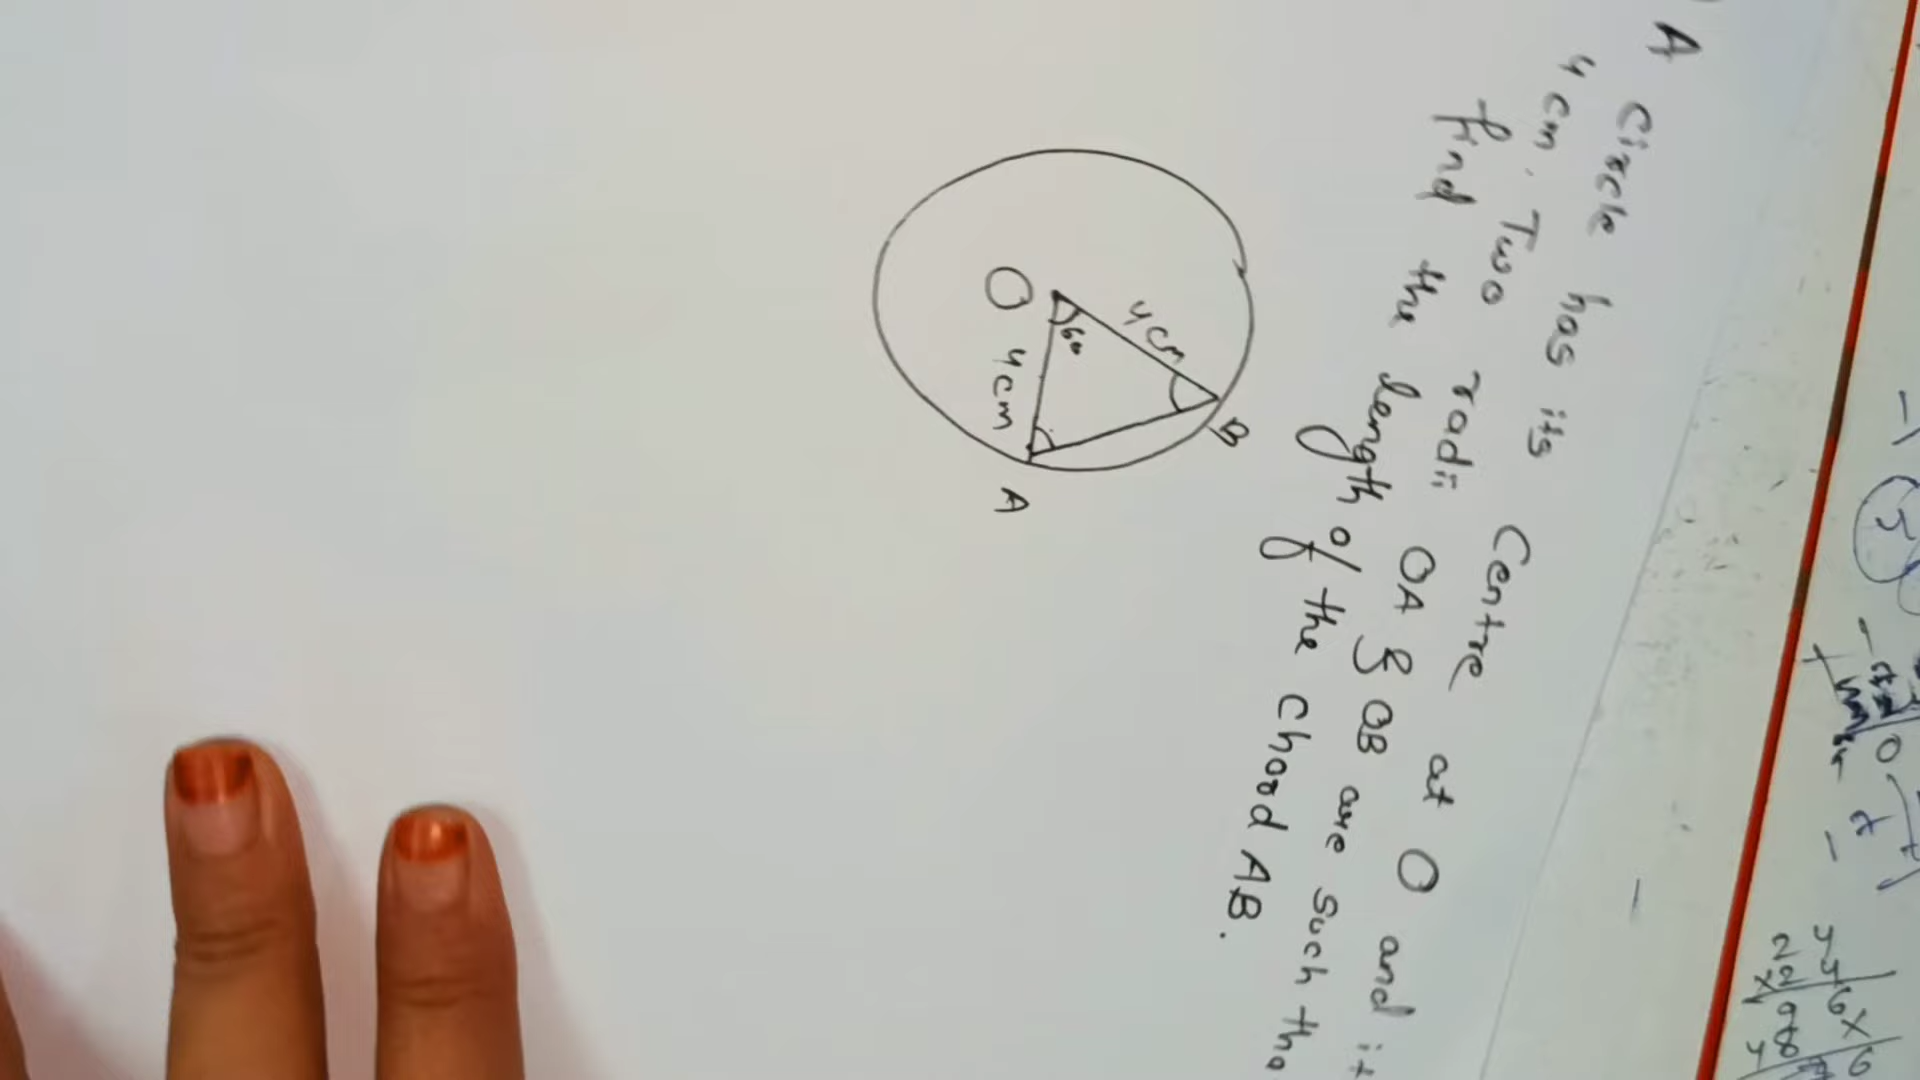 A circle has its Centre at O and it
4 cm. Two radii OA & OB are such tha
find the length of the chord AB.
O
60
4cm
4cm
B
A